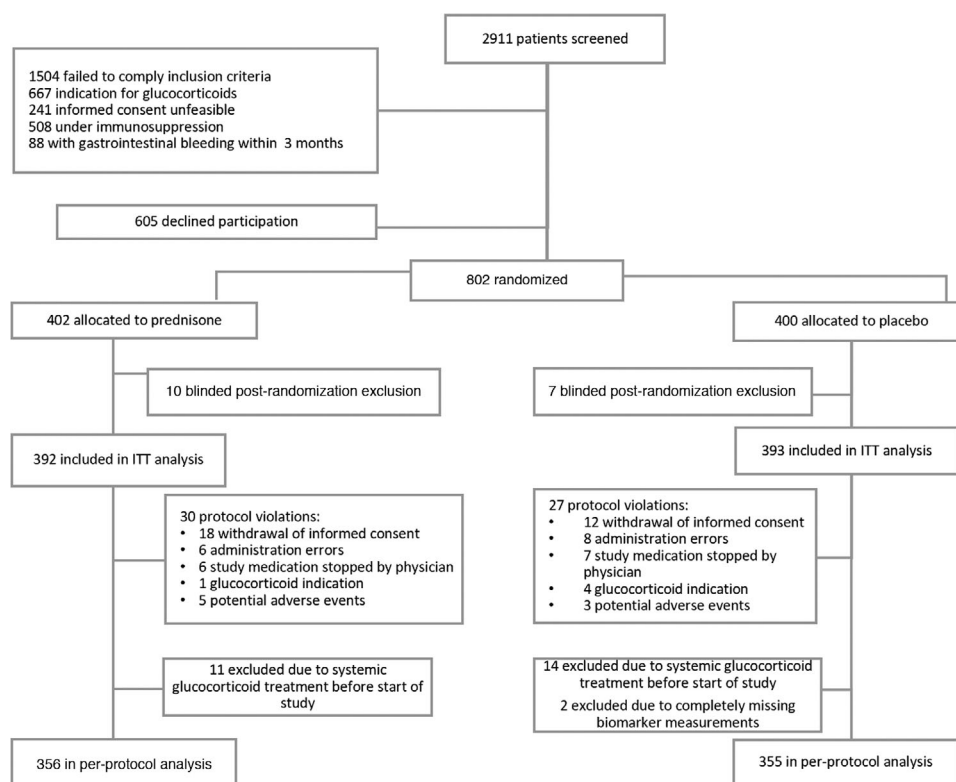 2911 patients screened
1504 failed to comply inclusion criteria
667 indication for glucocorticoids
241 informed consent unfeasible
508 under immunosuppression
88 with gastrointestinal bleeding within 3 months
605 declined participation
802 randomized
402 allocated to prednisone
400 allocated to placebo
10 blinded post-randomization exclusion
7 blinded post-randomization exclusion
392 included in ITT analysis
393 included in ITT analysis
30 protocol violations:
• 18 withdrawal of informed consent
• 6 administration errors
• 6 study medication stopped by physician
• 1 glucocorticoid indication
• 5 potential adverse events
27 protocol violations:
• 12 withdrawal of informed consent
• 8 administration errors
• 7 study medication stopped by
physician
• 4 glucocorticoid indication
• 3 potential adverse events
11 excluded due to systemic
glucocorticoid treatment before start of
study
14 excluded due to systemic glucocorticoid
treatment before start of study
2 excluded due to completely missing
biomarker measurements
356 in per-protocol analysis
355 in per-protocol analysis